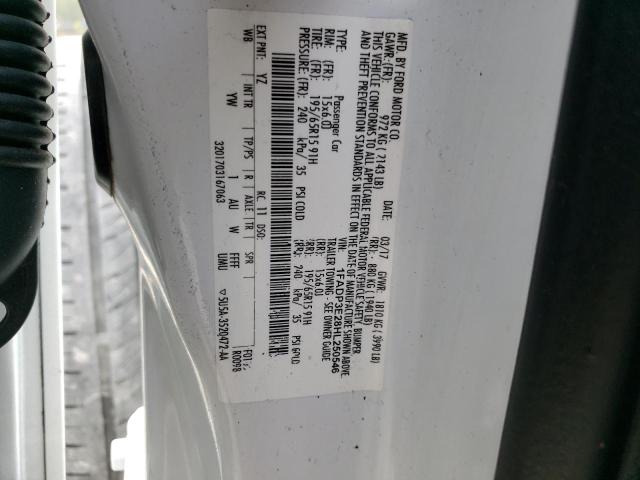 MFD. BY FORD MOTOR CO.
DATE: 03/17 GVWR: 1810 KG ( 3990 LB)
GAWR: (FR): 972 KG ( 2143 LB) (RR): 880 KG ( 1940 LB)
THIS VEHICLE CONFORMS TO ALL APPLICABLE FEDERAL MOTOR VEHICLE SAFETY, BUMPER
AND THEFT PREVENTION STANDARDS IN EFFECT ON THE DATE OF MANUFACTURE SHOWN ABOVE.
VIN: 1FADP3E28HL250546
TYPE: Passenger Car TRAILER TOWING - SEE OWNER GUIDE
RIM: (FR): 15x6.0J (RR): 15x6.0J
TIRE: (FR): 195/65R15 91H (RR): 195/65R15 91H
PRESSURE: (FR): 240 kPa/ 35 PSI COLD (RR): 240 kPa/ 35 PSI COLD
EXT PNT: YZ RC: 11 DSO:
WB INT TR TP/PS R AXLE TR SPR
YW 1 AU W FFFF UMU
3201703167063 5U5A-3520472-AA